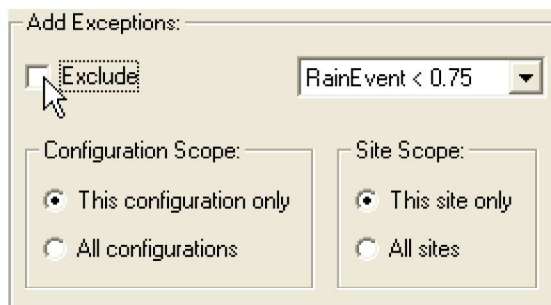 Add Exceptions:
Exclude
RainEvent < 0.75
Configuration Scope:
This configuration only
All configurations
Site Scope:
This site only
All sites